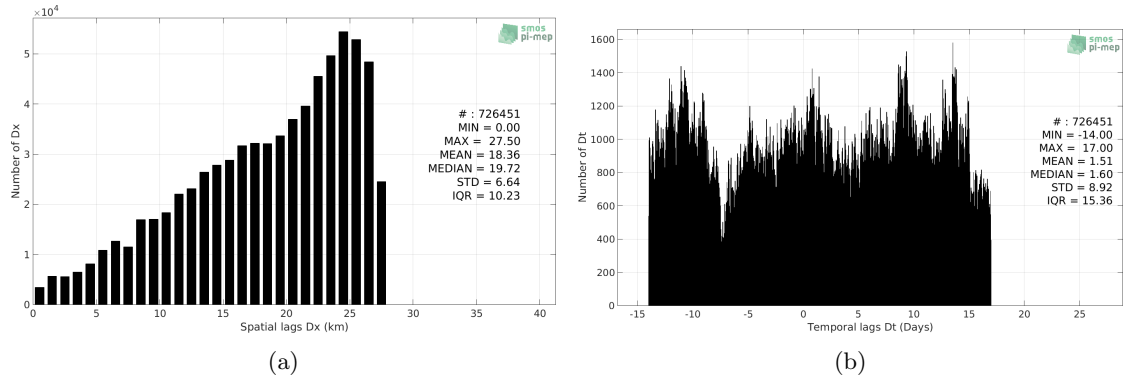 ×10⁴
smos
pi-mep
5
4
3
2
1
0
Number of Dx
# : 726451
MIN = 0.00
MAX = 27.50
MEAN = 18.36
MEDIAN = 19.72
STD = 6.64
IQR = 10.23
0 5 10 15 20 25 30 35 40
Spatial lags Dx (km)
(a)
smos
pi-mep
1600
1400
1200
1000
800
600
400
200
0
Number of Dt
# : 726451
MIN = -14.00
MAX = 17.00
MEAN = 1.51
MEDIAN = 1.60
STD = 8.92
IQR = 15.36
-15 -10 -5 0 5 10 15 20 25
Temporal lags Dt (Days)
(b)